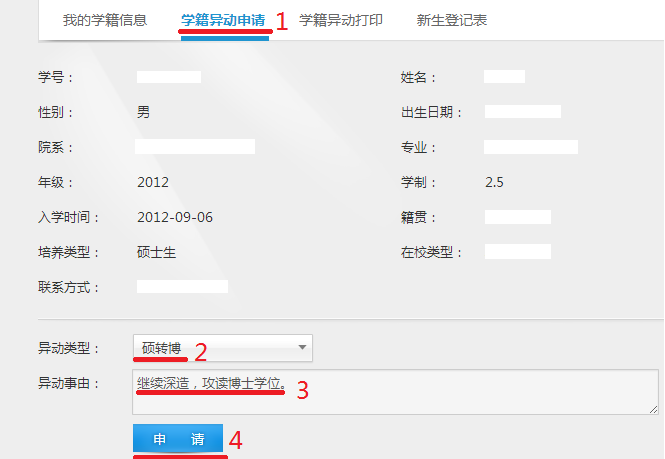 我的学籍信息 学籍异动申请 1 学籍异动打印 新生登记表
学号： 姓名：
性别： 男 出生日期：
院系： 专业：
年级： 2012 学制： 2.5
入学时间： 2012-09-06 籍贯：
培养类型： 硕士生 在校类型：
联系方式：
异动类型： 硕转博 2
异动事由： 继续深造，攻读博士学位。 3
申 请 4